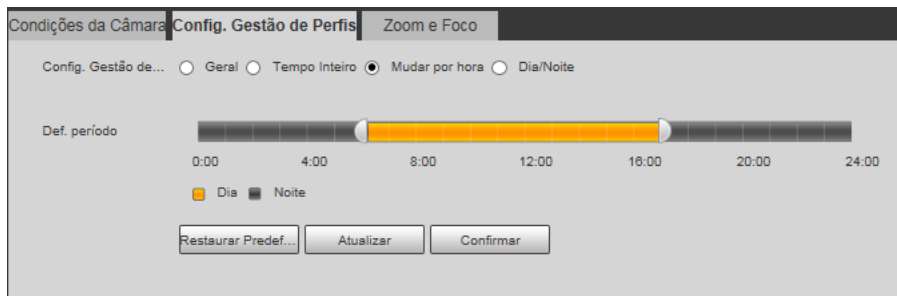 Condições da Câmara Config. Gestão de Perfis Zoom e Foco
Config. Gestão de... Geral Tempo Inteiro Mudar por hora Dia/Noite
Def. período
0:00 4:00 8:00 12:00 16:00 20:00 24:00
Dia Noite
Restaurar Predef... Atualizar Confirmar